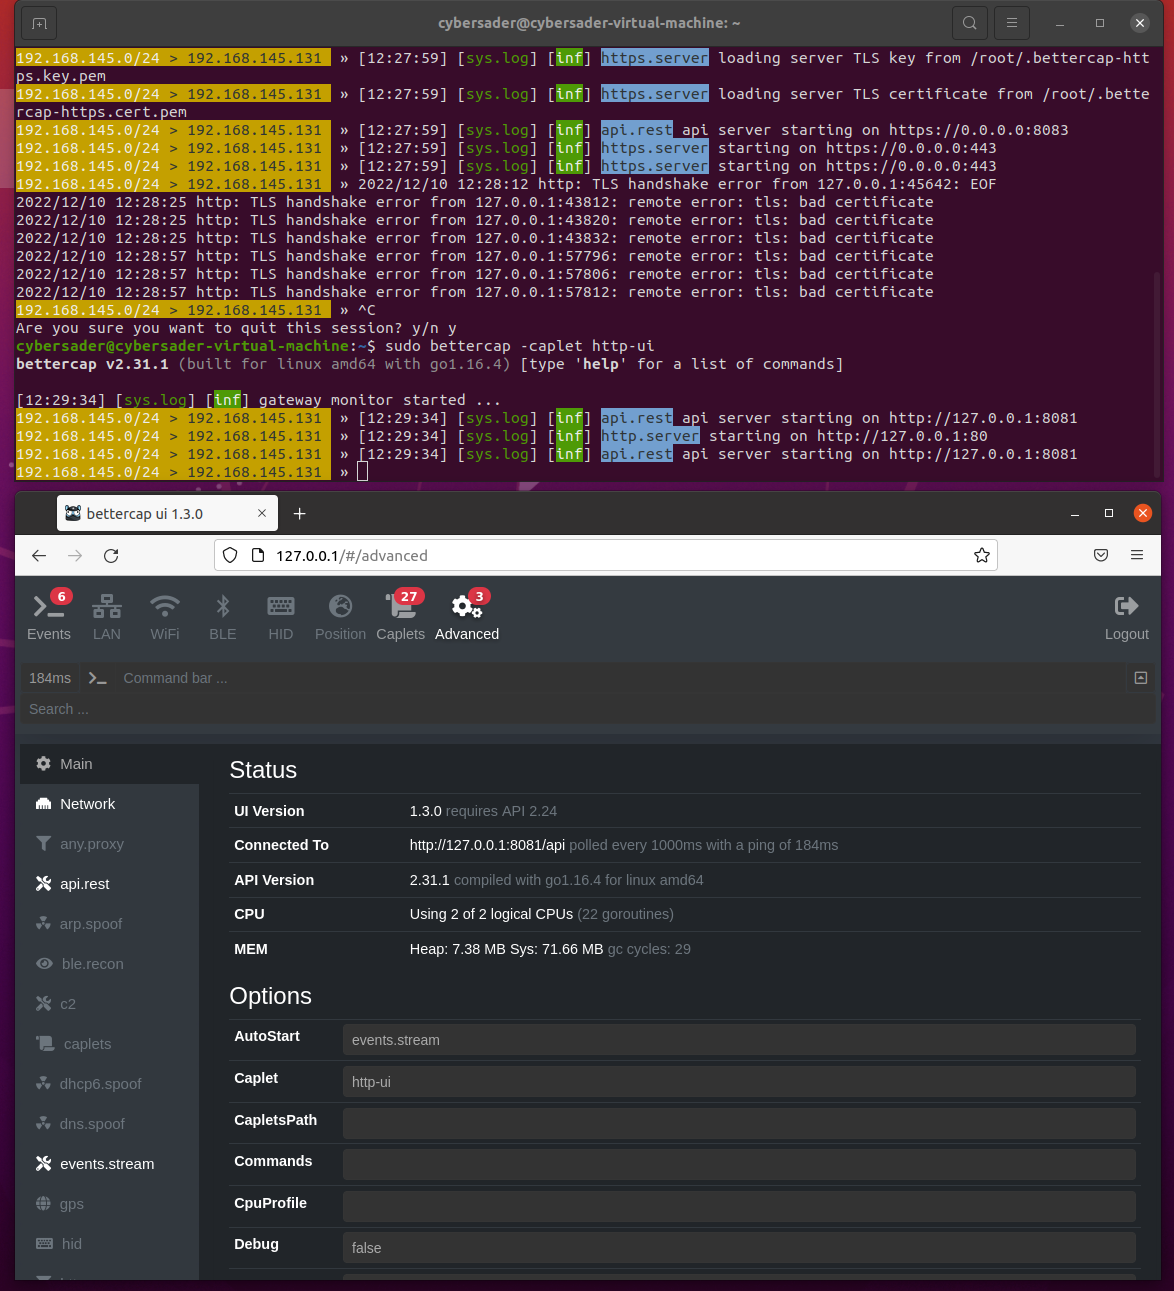 cybersader@cybersader-virtual-machine: ~
192.168.145.0/24 > 192.168.145.131  » [12:27:59] [sys.log] [inf] https.server loading server TLS key from /root/.bettercap-htt
ps.key.pem
192.168.145.0/24 > 192.168.145.131  » [12:27:59] [sys.log] [inf] https.server loading server TLS certificate from /root/.bette
rcap-https.cert.pem
192.168.145.0/24 > 192.168.145.131  » [12:27:59] [sys.log] [inf] api.rest api server starting on https://0.0.0.0:8083
192.168.145.0/24 > 192.168.145.131  » [12:27:59] [sys.log] [inf] https.server starting on https://0.0.0.0:443
192.168.145.0/24 > 192.168.145.131  » [12:27:59] [sys.log] [inf] https.server starting on https://0.0.0.0:443
192.168.145.0/24 > 192.168.145.131  » 2022/12/10 12:28:12 http: TLS handshake error from 127.0.0.1:45642: EOF
2022/12/10 12:28:25 http: TLS handshake error from 127.0.0.1:43812: remote error: tls: bad certificate
2022/12/10 12:28:25 http: TLS handshake error from 127.0.0.1:43820: remote error: tls: bad certificate
2022/12/10 12:28:25 http: TLS handshake error from 127.0.0.1:43832: remote error: tls: bad certificate
2022/12/10 12:28:57 http: TLS handshake error from 127.0.0.1:57796: remote error: tls: bad certificate
2022/12/10 12:28:57 http: TLS handshake error from 127.0.0.1:57806: remote error: tls: bad certificate
2022/12/10 12:28:57 http: TLS handshake error from 127.0.0.1:57812: remote error: tls: bad certificate
192.168.145.0/24 > 192.168.145.131  » ^C
Are you sure you want to quit this session? y/n y
cybersader@cybersader-virtual-machine:~$ sudo bettercap -caplet http-ui
bettercap v2.31.1 (built for linux amd64 with go1.16.4) [type 'help' for a list of commands]
[12:29:34] [sys.log] [inf] gateway monitor started ...
192.168.145.0/24 > 192.168.145.131  » [12:29:34] [sys.log] [inf] api.rest api server starting on http://127.0.0.1:8081
192.168.145.0/24 > 192.168.145.131  » [12:29:34] [sys.log] [inf] http.server starting on http://127.0.0.1:80
192.168.145.0/24 > 192.168.145.131  » [12:29:34] [sys.log] [inf] api.rest api server starting on http://127.0.0.1:8081
192.168.145.0/24 > 192.168.145.131  »
bettercap ui 1.3.0
127.0.0.1/#/advanced
6 27 3
Events LAN WiFi BLE HID Position Caplets Advanced Logout
184ms Command bar ...
Search ...
Main
Network
any.proxy
api.rest
arp.spoof
ble.recon
c2
caplets
dhcp6.spoof
dns.spoof
events.stream
gps
hid
Status
UI Version 1.3.0 requires API 2.24
Connected To http://127.0.0.1:8081/api polled every 1000ms with a ping of 184ms
API Version 2.31.1 compiled with go1.16.4 for linux amd64
CPU Using 2 of 2 logical CPUs (22 goroutines)
MEM Heap: 7.38 MB Sys: 71.66 MB gc cycles: 29
Options
AutoStart events.stream
Caplet http-ui
CapletsPath
Commands
CpuProfile
Debug false